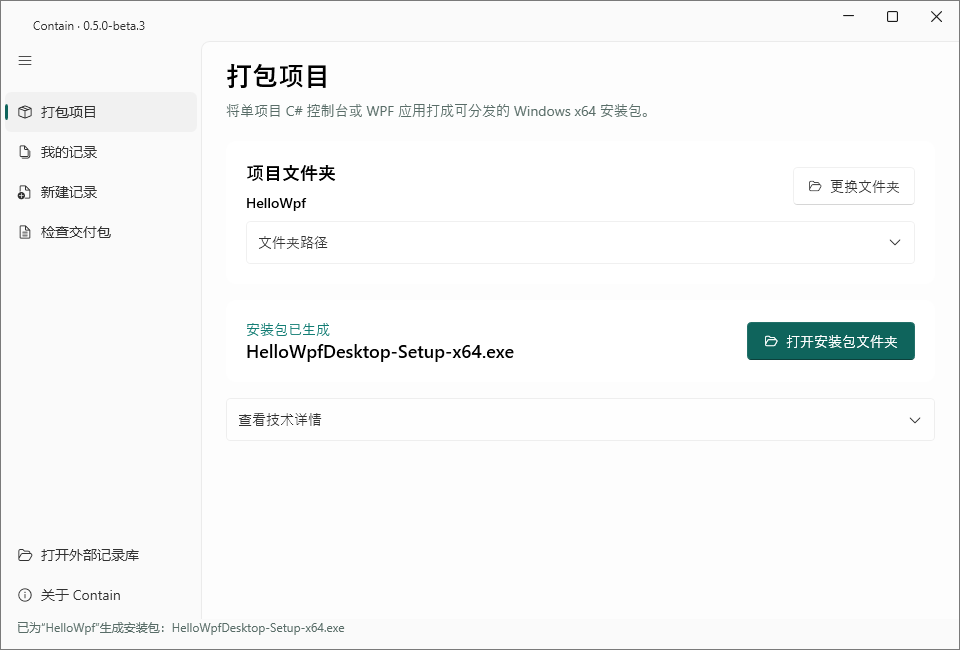 Contain · 0.5.0-beta.3
打包项目
我的记录
新建记录
检查交付包
打开外部记录库
关于 Contain
打包项目
将单项目 C# 控制台或 WPF 应用打成可分发的 Windows x64 安装包。
项目文件夹
HelloWpf
更换文件夹
文件夹路径
安装包已生成
HelloWpfDesktop-Setup-x64.exe
打开安装包文件夹
查看技术详情
已为“HelloWpf”生成安装包：HelloWpfDesktop-Setup-x64.exe